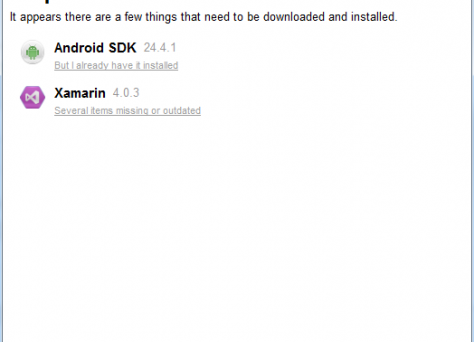 It appears there are a few things that need to be downloaded and installed.
Android SDK 24.4.1
But I already have it installed
Xamarin 4.0.3
Several items missing or outdated